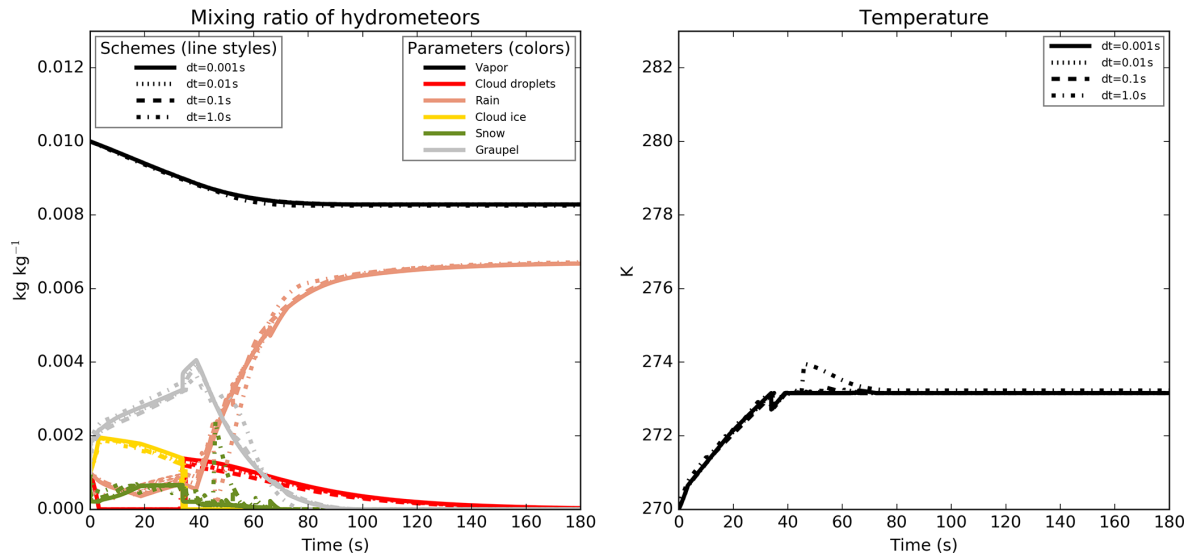 Mixing ratio of hydrometeors
Schemes (line styles)
dt=0.001s
dt=0.01s
dt=0.1s
dt=1.0s
Parameters (colors)
Vapor
Cloud droplets
Rain
Cloud ice
Snow
Graupel
kg kg⁻¹
0.012
0.010
0.008
0.006
0.004
0.002
0.000
0 20 40 60 80 100 120 140 160 180
Time (s)
Temperature
dt=0.001s
dt=0.01s
dt=0.1s
dt=1.0s
K
282
280
278
276
274
272
270
0 20 40 60 80 100 120 140 160 180
Time (s)